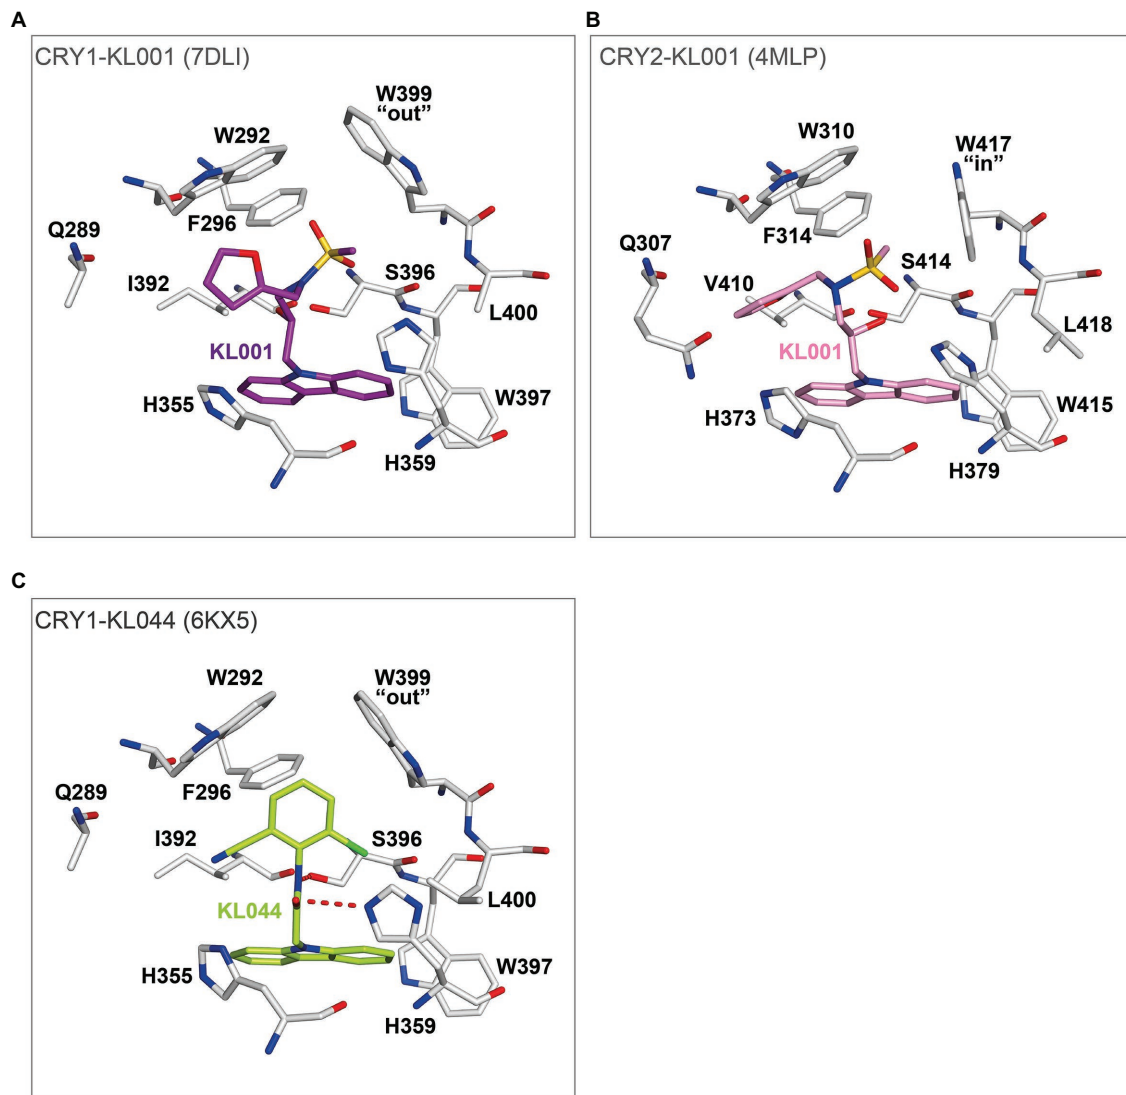 A
CRY1-KL001 (7DLI)
W399
“out”
W292
F296
Q289
I392
S396
L400
KL001
H355
W397
H359
B
CRY2-KL001 (4MLP)
W310
W417
“in”
F314
Q307
S414
V410
L418
KL001
H373
W415
H379
C
CRY1-KL044 (6KX5)
W292
W399
“out”
Q289
F296
I392
S396
L400
KL044
H355
W397
H359